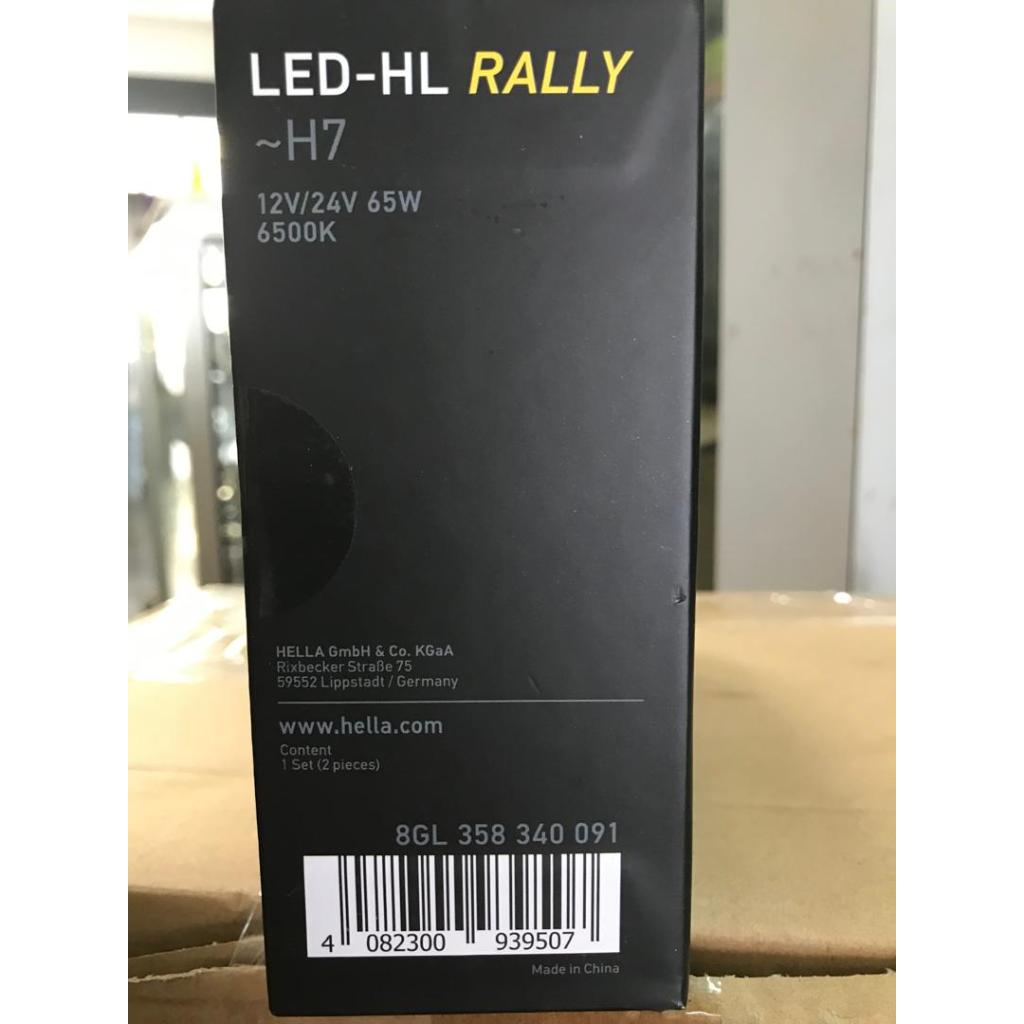 LED-HL RALLY
~H7
12V/24V 65W
6500K
HELLA GmbH & Co. KGaA
Rixbecker Straße 75
59552 Lippstadt / Germany
www.hella.com
Content
1 Set (2 pieces)
8GL 358 340 091
4 082300 939507
Made in China